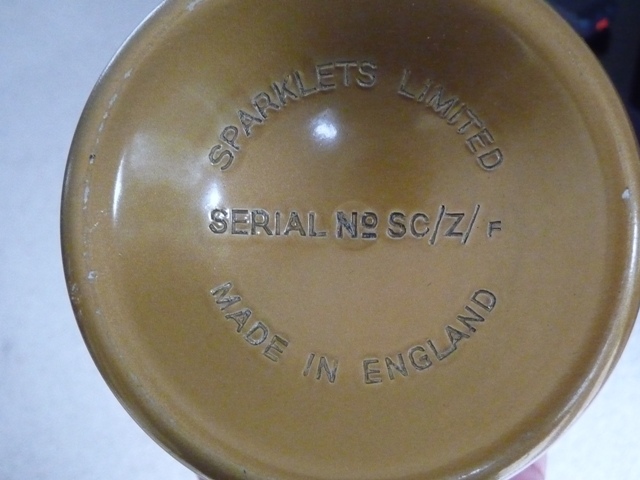 SPARKLETS LIMITED
SERIAL Nº SC/Z/ F
MADE IN ENGLAND